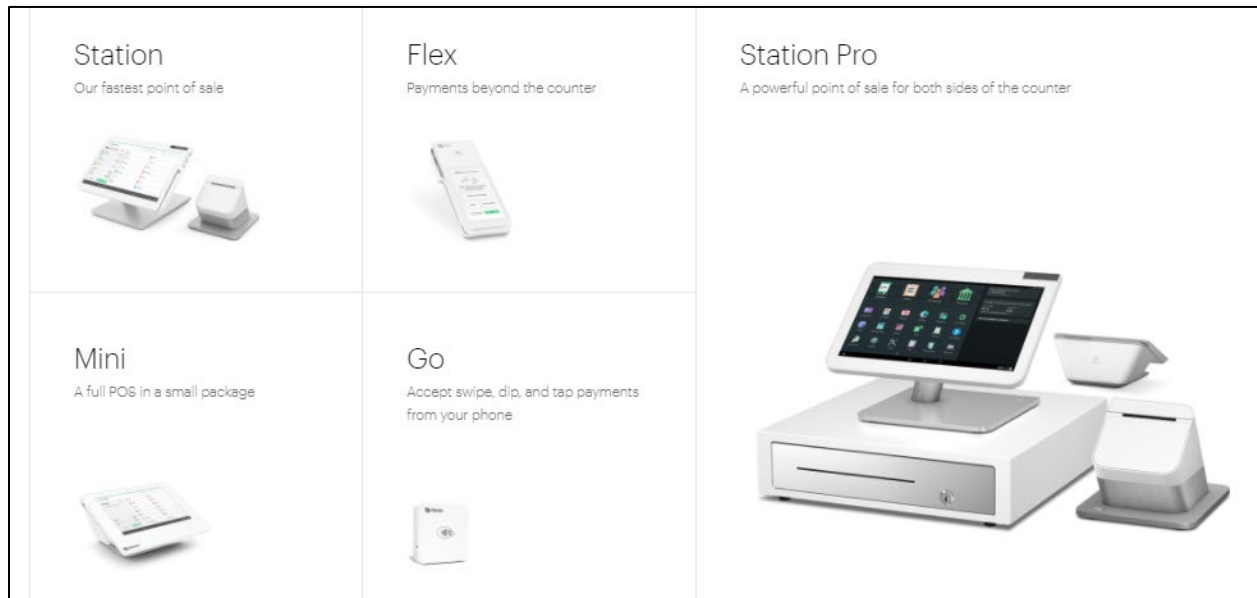 Station
Our fastest point of sale
Flex
Payments beyond the counter
Station Pro
A powerful point of sale for both sides of the counter
Mini
A full POS in a small package
Go
Accept swipe, dip, and tap payments
from your phone